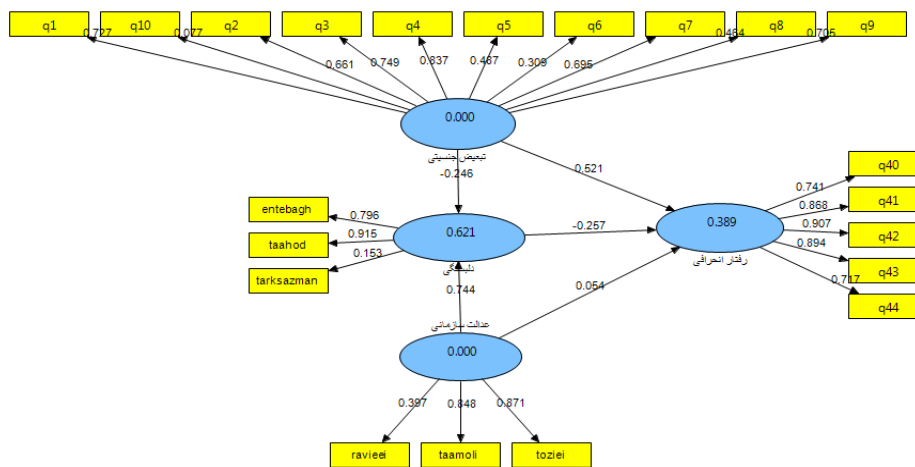 q1 q10 q2 q3 q4 q5 q6 q7 q8 q9
0.727 0.077 0.661 0.749 0.837 0.487 0.309 0.695 0.464 0.705
0.000
تبعیض جنسیتی
-0.246
0.521
q40
0.741
q41
0.868
entebagh
0.796
q42
0.907
taahod
0.915
0.621
-0.257
0.389
رفتار انحرافی
q43
0.894
tarksazman
0.153
0.744
0.054
q44
0.717
عدالت سازمانی
0.000
0.397 0.848 0.871
ravieei taamoli toziei